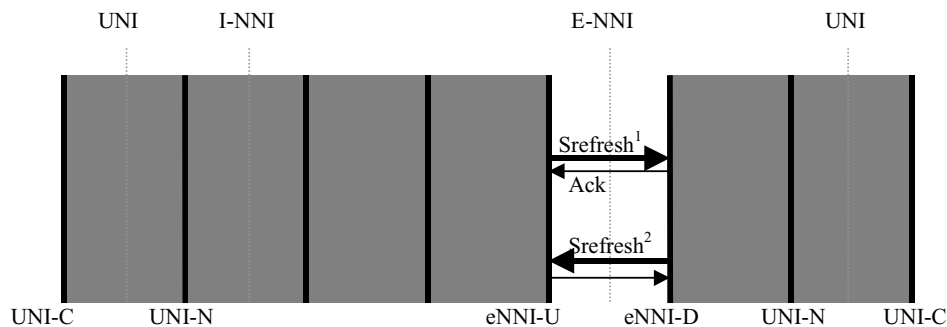 UNI I-NNI E-NNI UNI
Srefresh1
Ack
Srefresh2
UNI-C UNI-N eNNI-U eNNI-D UNI-N UNI-C